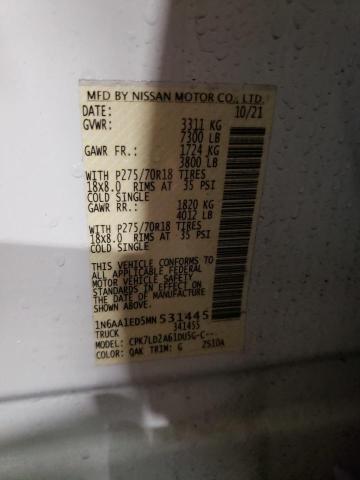 MFD BY NISSAN MOTOR CO., LTD.
DATE: 10/21
GVWR: 3311 KG
7300 LB
GAWR FR.: 1724 KG
3800 LB
WITH P275/70R18 TIRES
18X8.0 RIMS AT 35 PSI
COLD SINGLE
GAWR RR.: 1820 KG
4012 LB
WITH P275/70R18 TIRES
18X8.0 RIMS AT 35 PSI
COLD SINGLE
THIS VEHICLE CONFORMS TO
ALL APPLICABLE FEDERAL
MOTOR VEHICLE SAFETY
STANDARDS IN EFFECT ON
THE DATE OF MANUFACTURE
SHOWN ABOVE.
1N6AA1ED5MN531445
TRUCK 341455
MODEL: CPK7LD2A61DUSG-C--
COLOR: QAK TRIM: G 2S10A